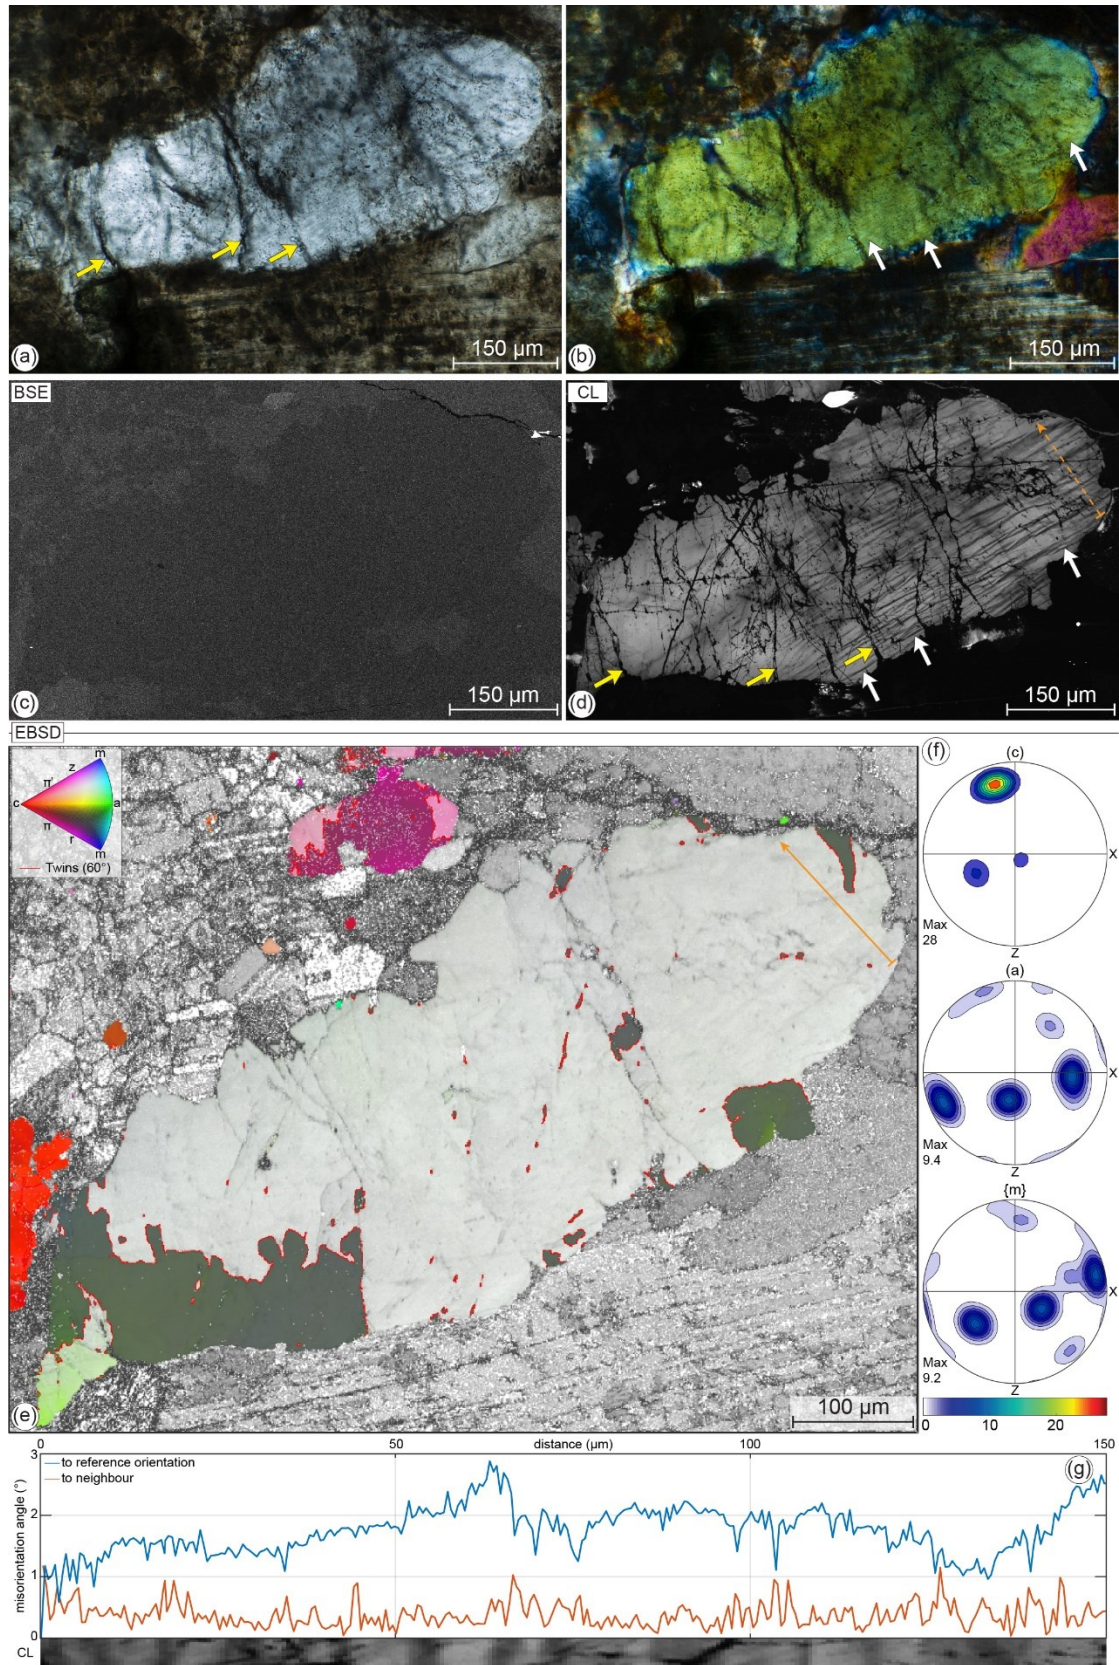 (a)
150 µm
(b)
150 µm
BSE
(c)
150 µm
CL
(d)
150 µm
EBSD
m
z
π'
c
a
π
r
m
Twins (60°)
(e)
100 µm
(f)
(c)
X
Max
28
Z
(a)
X
Max
9.4
Z
{m}
X
Max
9.2
Z
0 10 20
0 50 distance (µm) 100 150
3
to reference orientation
to neighbour
(g)
misorientation angle (°)
2
1
0
CL